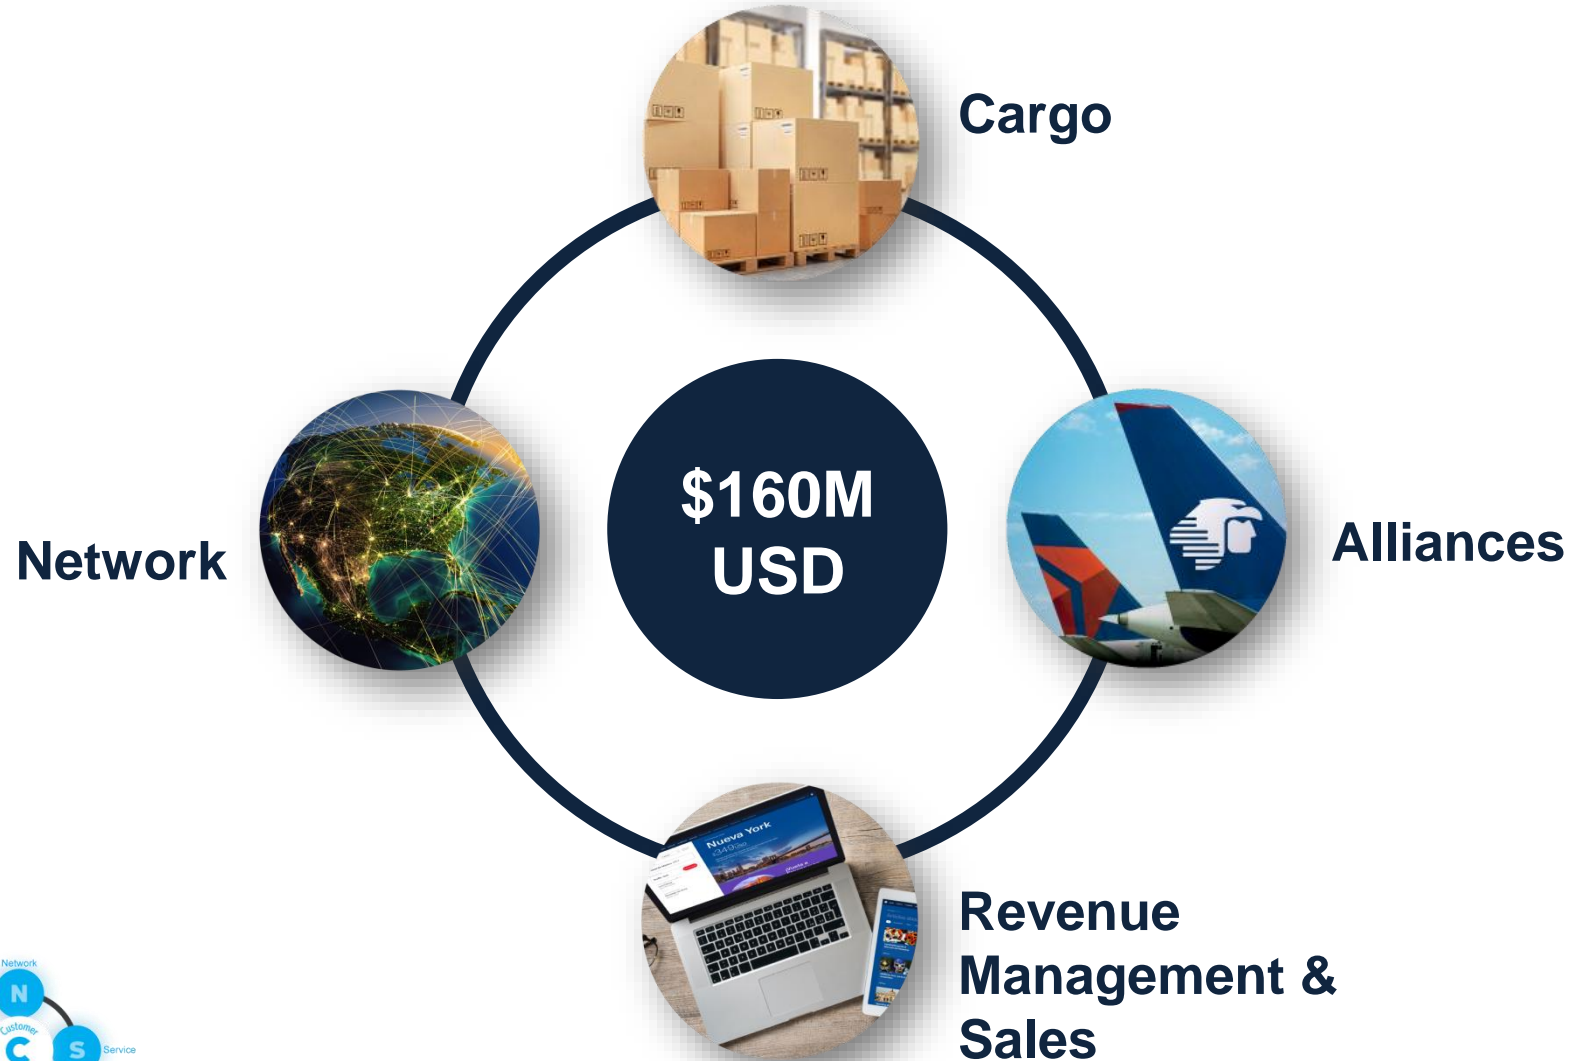 Cargo
$160M
USD
Network
Alliances
Nueva York
Revenue
Management &
Sales
Network
N
Customer
C
S
Service